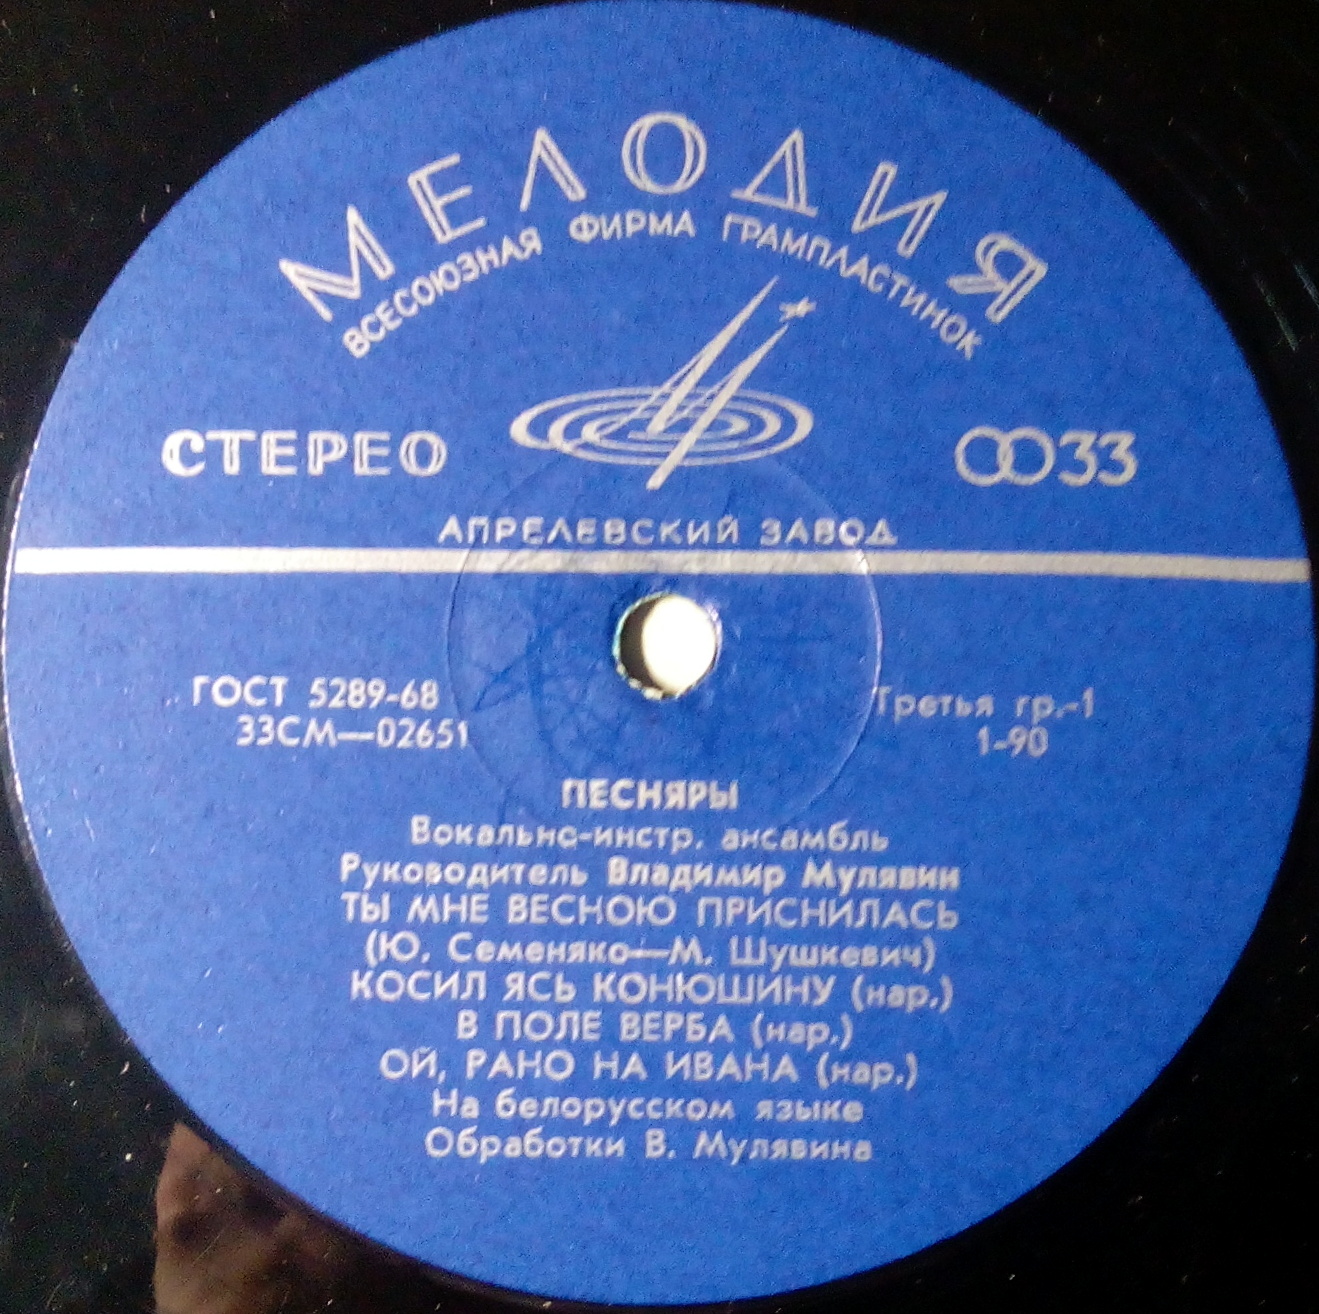 МЕЛОДИЯ
ВСЕСОЮЗНАЯ ФИРМА ГРАМПЛАСТИНОК
СТЕРЕО
33
АПРЕЛЕВСКИЙ ЗАВОД
ГОСТ 5289-68
33СМ—02651
Третья гр.-1
1-90
ПЕСНЯРЫ
Вокально-инстр. ансамбль
Руководитель Владимир Мулявин
ТЫ МНЕ ВЕСНОЮ ПРИСНИЛАСЬ
(Ю. Семеняко—М. Шушкевич)
КОСИЛ ЯСЬ КОНЮШИНУ (нар.)
В ПОЛЕ ВЕРБА (нар.)
ОЙ, РАНО НА ИВАНА (нар.)
На белорусском языке
Обработки В. Мулявина